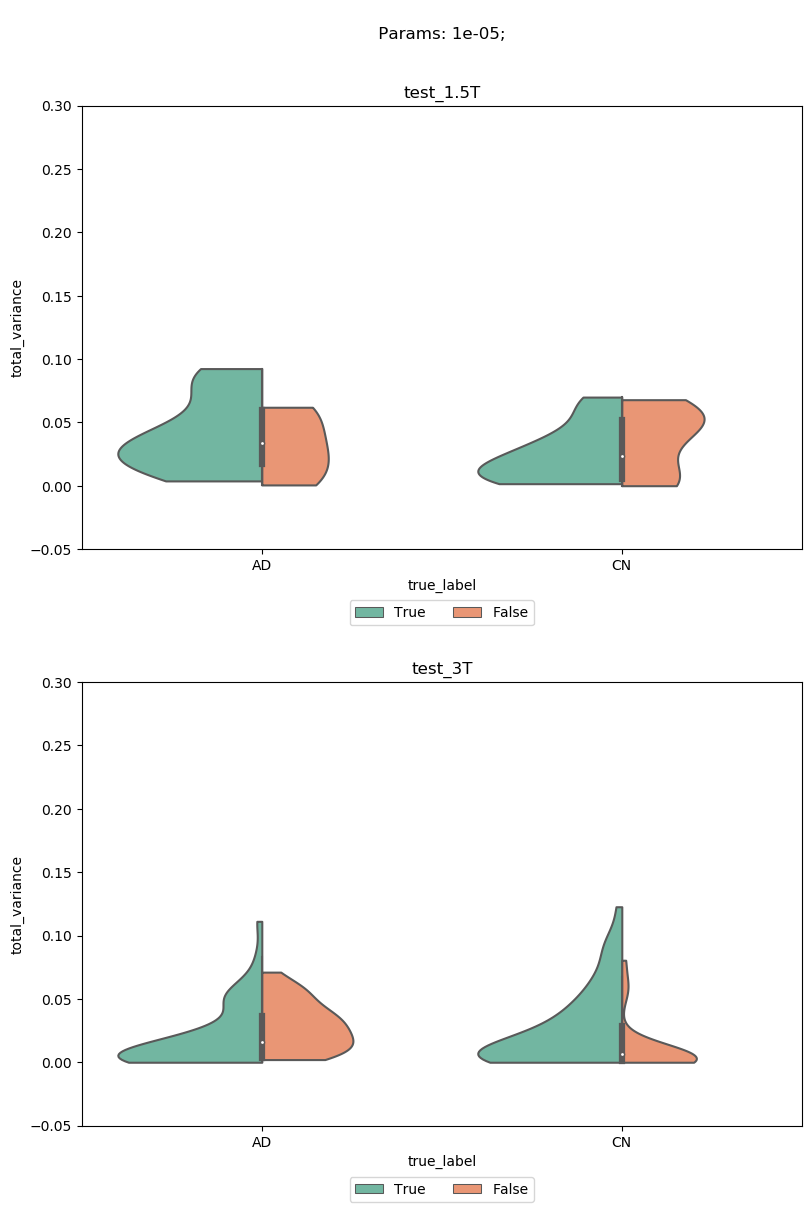 Params: 1e-05;
test_1.5T
0.30
0.25
0.20
0.15
0.10
0.05
0.00
−0.05
total_variance
AD CN
true_label
True False
test_3T
0.30
0.25
0.20
0.15
0.10
0.05
0.00
−0.05
total_variance
AD CN
true_label
True False